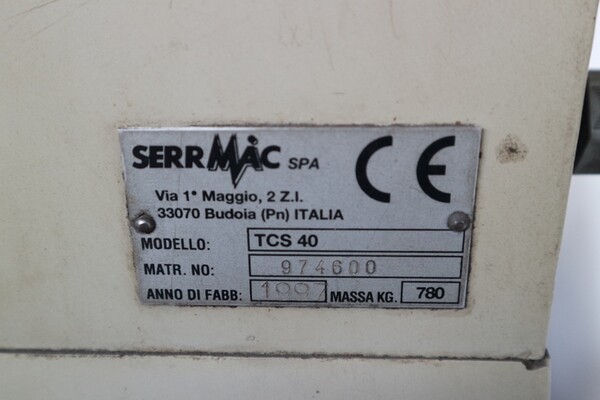 SERRMAC SPA CE
Via 1° Maggio, 2 Z.I.
33070 Budoia (Pn) ITALIA
MODELLO: TCS 40
MATR. NO: 974600
ANNO DI FABB: 1997 MASSA KG. 780